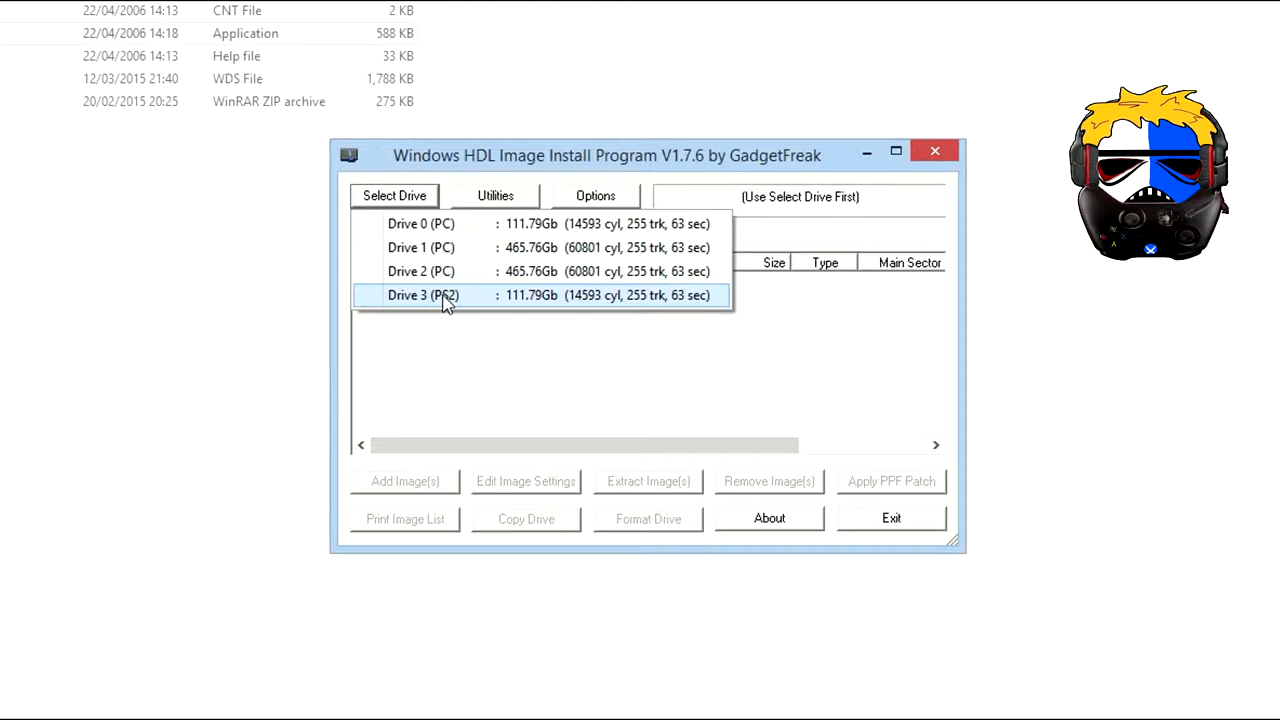 22/04/2006 14:13 CNT File 2 KB
22/04/2006 14:18 Application 588 KB
22/04/2006 14:13 Help file 33 KB
12/03/2015 21:40 WDS File 1,788 KB
20/02/2015 20:25 WinRAR ZIP archive 275 KB
Windows HDL Image Install Program V1.7.6 by GadgetFreak
Select Drive Utilities Options (Use Select Drive First)
Drive 0 (PC) : 111.79Gb (14593 cyl, 255 trk, 63 sec)
Drive 1 (PC) : 465.76Gb (60801 cyl, 255 trk, 63 sec)
Size Type Main Sector
Drive 2 (PC) : 465.76Gb (60801 cyl, 255 trk, 63 sec)
Drive 3 (PS2) : 111.79Gb (14593 cyl, 255 trk, 63 sec)
Add Image(s) Edit Image Settings Extract Image(s) Remove Image(s) Apply PPF Patch
Print Image List Copy Drive Format Drive About Exit